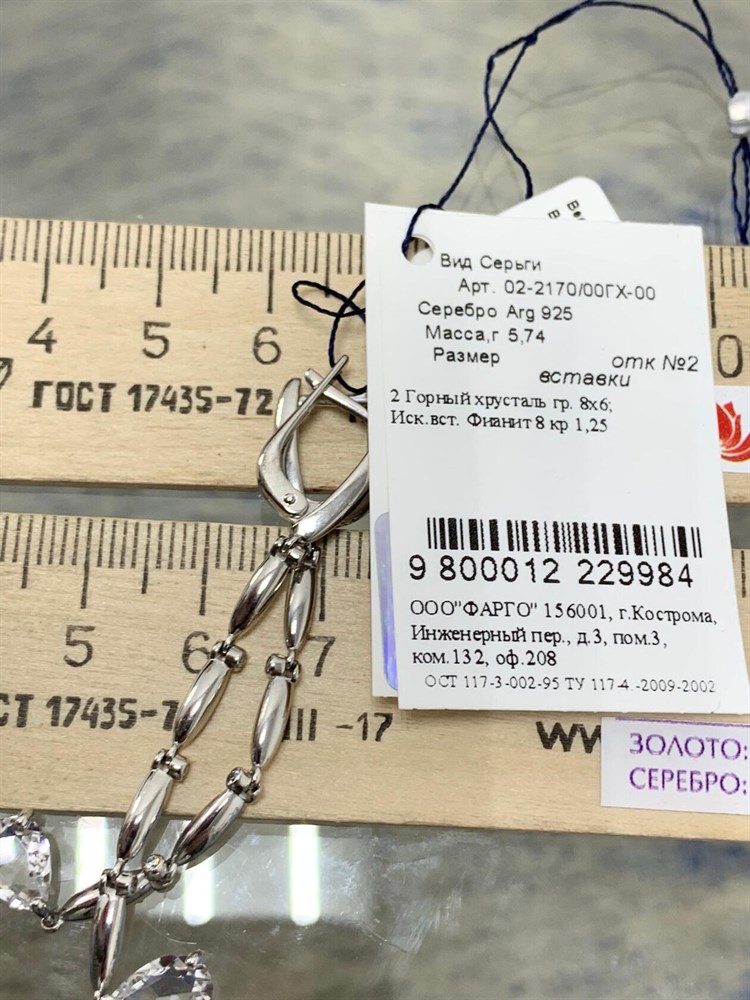 Вид Серьги
Арт. 02-2170/00ГХ-00
Серебро Arg 925
Масса,г 5,74
Размер отк №2
вставки
2 Горный хрусталь гр. 8х6;
Иск.вст. Фианит 8 кр 1,25
9 800012 229984
ООО"ФАРГО" 156001, г.Кострома,
Инженерный пер., д.3, пом.3,
ком.132, оф.208
ОСТ 117-3-002-95 ТУ 117-4.-2009-2002
4 5 6 0
ГОСТ 17435-72
5 6 7
СТ 17435-7 III -17
ЗОЛОТО:
СЕРЕБРО: